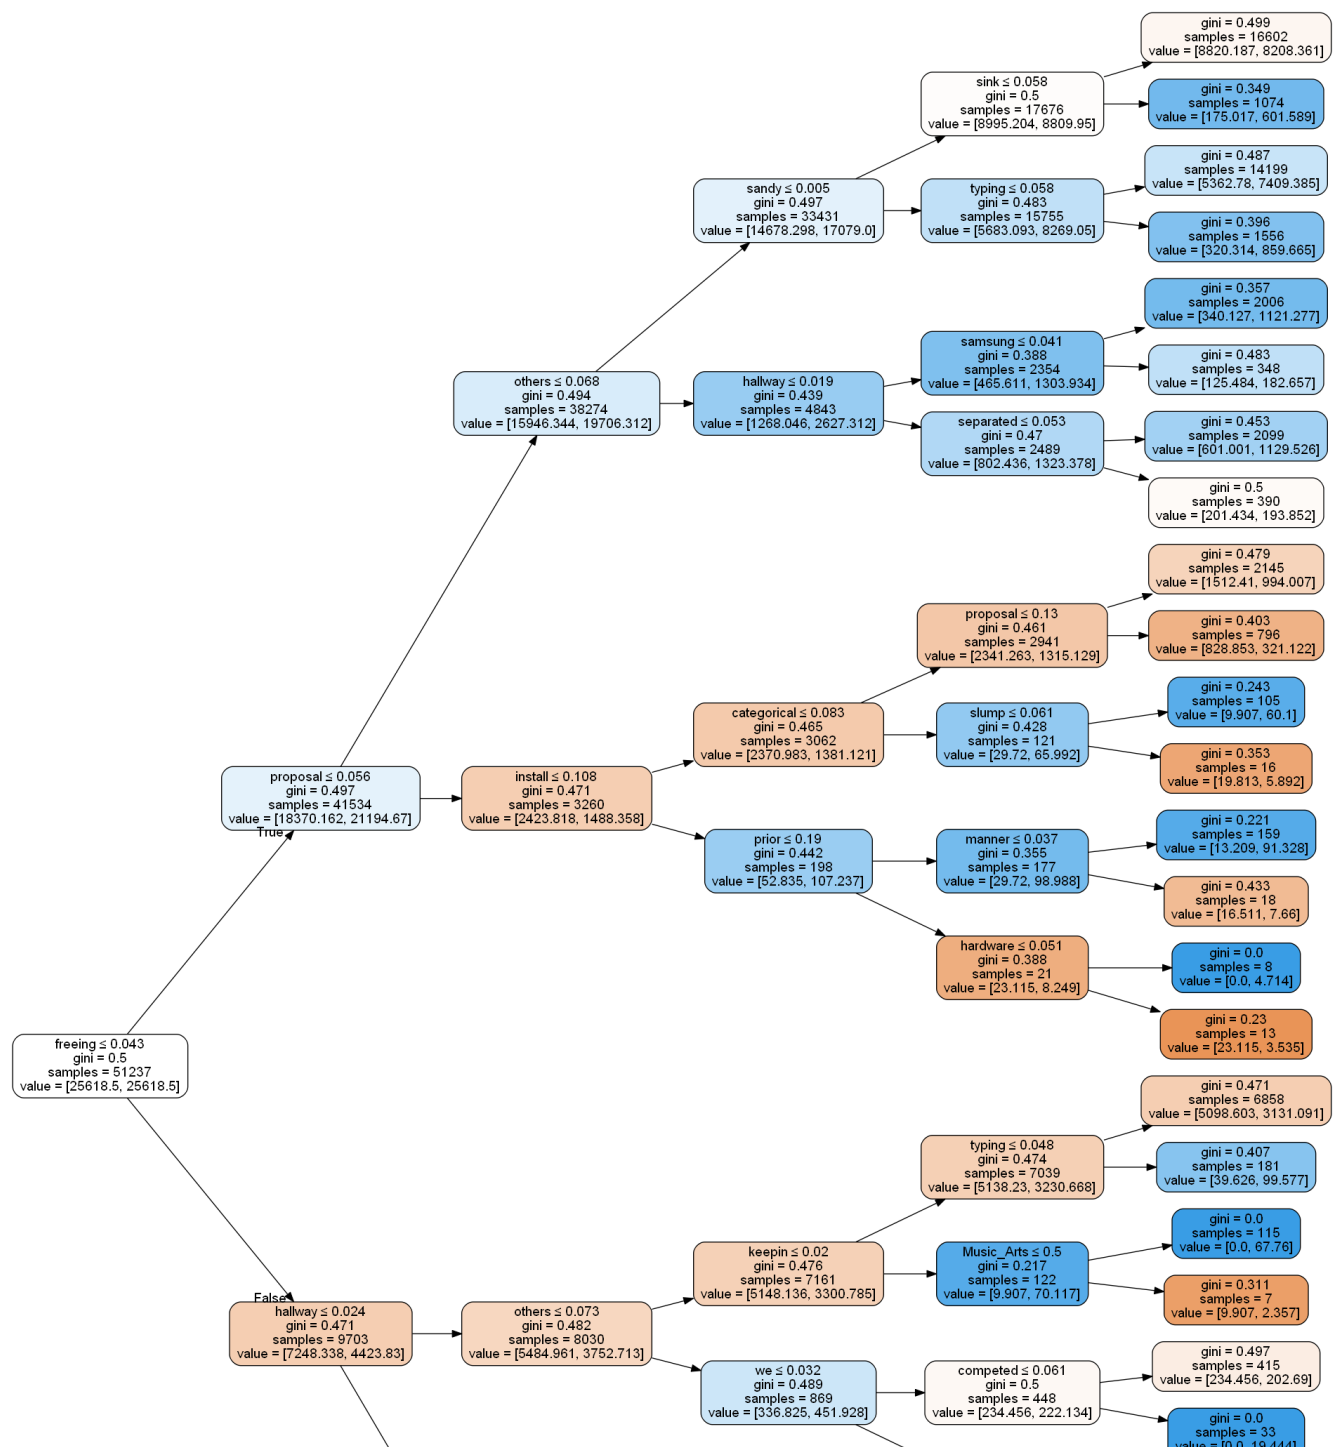 gini = 0.499
samples = 16602
value = [8820.187, 8208.361]
sink ≤ 0.058
gini = 0.5
samples = 17676
value = [8995.204, 8809.95]
gini = 0.349
samples = 1074
value = [175.017, 601.589]
gini = 0.487
samples = 14199
value = [5362.78, 7409.385]
sandy ≤ 0.005
gini = 0.497
samples = 33431
value = [14678.298, 17079.0]
typing ≤ 0.058
gini = 0.483
samples = 15755
value = [5683.093, 8269.05]
gini = 0.396
samples = 1556
value = [320.314, 859.665]
gini = 0.357
samples = 2006
value = [340.127, 1121.277]
samsung ≤ 0.041
gini = 0.388
samples = 2354
value = [465.611, 1303.934]
gini = 0.483
samples = 348
value = [125.484, 182.657]
others ≤ 0.068
gini = 0.494
samples = 38274
value = [15946.344, 19706.312]
hallway ≤ 0.019
gini = 0.439
samples = 4843
value = [1268.046, 2627.312]
separated ≤ 0.053
gini = 0.47
samples = 2489
value = [802.436, 1323.378]
gini = 0.453
samples = 2099
value = [601.001, 1129.526]
gini = 0.5
samples = 390
value = [201.434, 193.852]
gini = 0.479
samples = 2145
value = [1512.41, 994.007]
proposal ≤ 0.13
gini = 0.461
samples = 2941
value = [2341.263, 1315.129]
gini = 0.403
samples = 796
value = [828.853, 321.122]
categorical ≤ 0.083
gini = 0.465
samples = 3062
value = [2370.983, 1381.121]
slump ≤ 0.061
gini = 0.428
samples = 121
value = [29.72, 65.992]
gini = 0.243
samples = 105
value = [9.907, 60.1]
gini = 0.353
samples = 16
value = [19.813, 5.892]
proposal ≤ 0.056
gini = 0.497
samples = 41534
value = [18370.162, 21194.67]
True
install ≤ 0.108
gini = 0.471
samples = 3260
value = [2423.818, 1488.358]
prior ≤ 0.19
gini = 0.442
samples = 198
value = [52.835, 107.237]
manner ≤ 0.037
gini = 0.355
samples = 177
value = [29.72, 98.988]
gini = 0.221
samples = 159
value = [13.209, 91.328]
gini = 0.433
samples = 18
value = [16.511, 7.66]
hardware ≤ 0.051
gini = 0.388
samples = 21
value = [23.115, 8.249]
gini = 0.0
samples = 8
value = [0.0, 4.714]
gini = 0.23
samples = 13
value = [23.115, 3.535]
freeing ≤ 0.043
gini = 0.5
samples = 51237
value = [25618.5, 25618.5]
gini = 0.471
samples = 6858
value = [5098.603, 3131.091]
typing ≤ 0.048
gini = 0.474
samples = 7039
value = [5138.23, 3230.668]
gini = 0.407
samples = 181
value = [39.626, 99.577]
keepin ≤ 0.02
gini = 0.476
samples = 7161
value = [5148.136, 3300.785]
Music_Arts ≤ 0.5
gini = 0.217
samples = 122
value = [9.907, 70.117]
gini = 0.0
samples = 115
value = [0.0, 67.76]
gini = 0.311
samples = 7
value = [9.907, 2.357]
False
hallway ≤ 0.024
gini = 0.471
samples = 9703
value = [7248.338, 4423.83]
others ≤ 0.073
gini = 0.482
samples = 8030
value = [5484.961, 3752.713]
we ≤ 0.032
gini = 0.489
samples = 869
value = [336.825, 451.928]
competed ≤ 0.061
gini = 0.5
samples = 448
value = [234.456, 222.134]
gini = 0.497
samples = 415
value = [234.456, 202.69]
gini = 0.0
samples = 33
value = [0.0, 19.444]